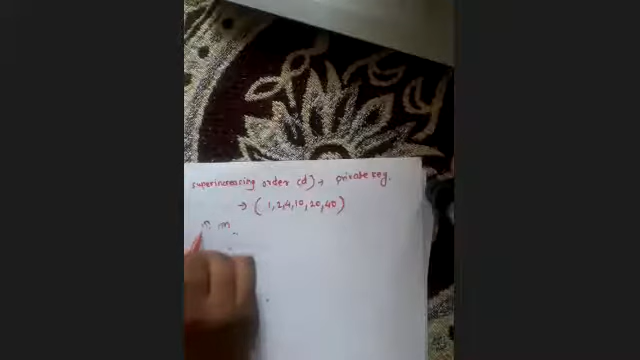 superincreasing order (d) → private key.
→ (1,2,4,10,20,40)
n m